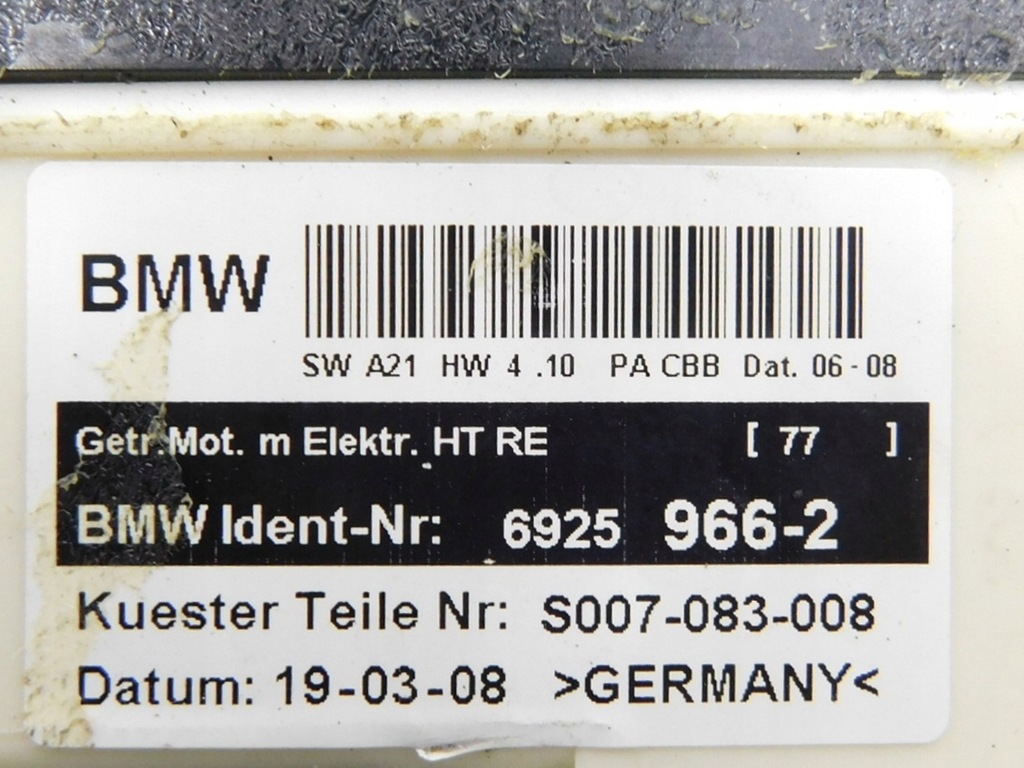 BMW
SW A21 HW 4 .10 PA CBB Dat. 06-08
Getr.Mot. m Elektr. HT RE [ 77 ]
BMW Ident-Nr: 6925 966-2
Kuester Teile Nr: S007-083-008
Datum: 19-03-08 >GERMANY<